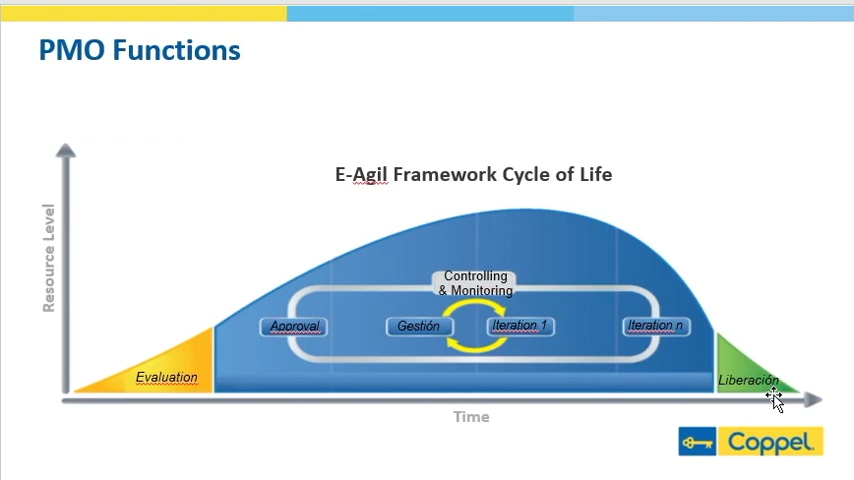 PMO Functions
E-Agil Framework Cycle of Life
Resource Level
Controlling
& Monitoring
Approval
Gestión
Iteration 1
Iteration n
Evaluation
Liberación
Time
Coppel.